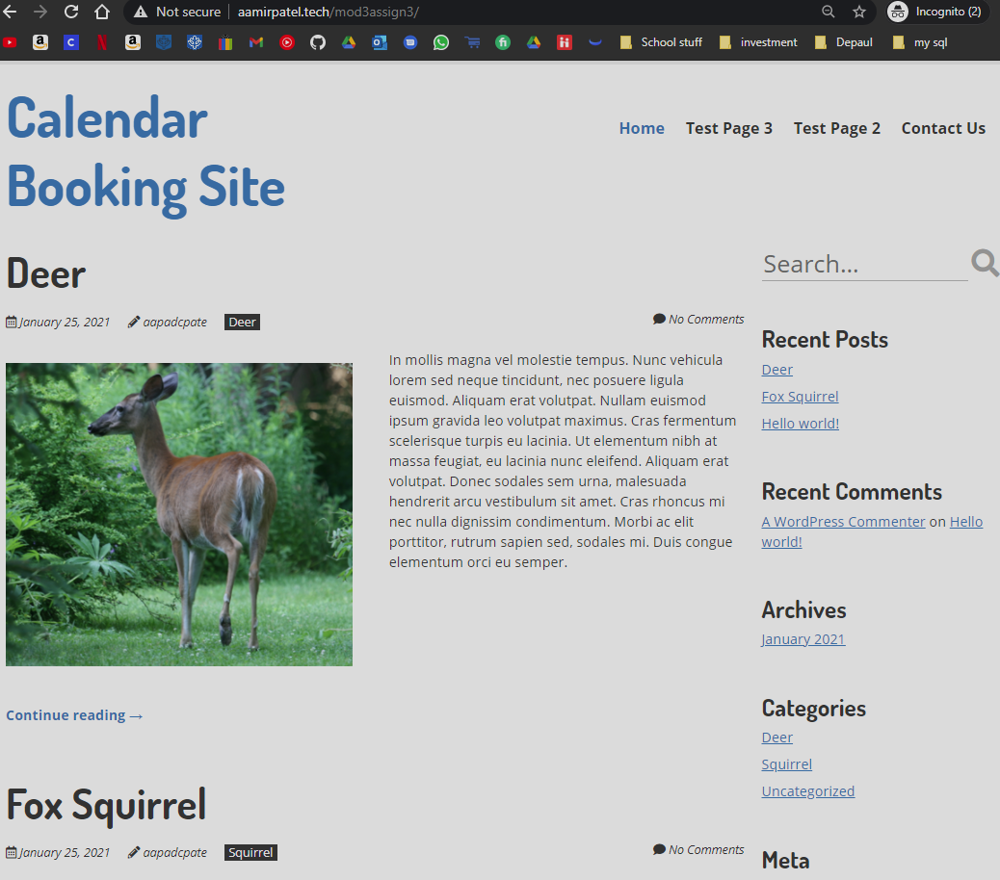 Not secure aamirpatel.tech/mod3assign3/ Incognito (2)
School stuff investment Depaul my sql
Calendar
Booking Site
Home Test Page 3 Test Page 2 Contact Us
Deer
January 25, 2021 aapadcpate Deer No Comments
In mollis magna vel molestie tempus. Nunc vehicula
lorem sed neque tincidunt, nec posuere ligula
euismod. Aliquam erat volutpat. Nullam euismod
ipsum gravida leo volutpat maximus. Cras fermentum
scelerisque turpis eu lacinia. Ut elementum nibh at
massa feugiat, eu lacinia nunc eleifend. Aliquam erat
volutpat. Donec sodales sem urna, malesuada
hendrerit arcu vestibulum sit amet. Cras rhoncus mi
nec nulla dignissim condimentum. Morbi ac elit
porttitor, rutrum sapien sed, sodales mi. Duis congue
elementum orci eu semper.
Continue reading →
Fox Squirrel
January 25, 2021 aapadcpate Squirrel No Comments
Search...
Recent Posts
Deer
Fox Squirrel
Hello world!
Recent Comments
A WordPress Commenter on Hello
world!
Archives
January 2021
Categories
Deer
Squirrel
Uncategorized
Meta